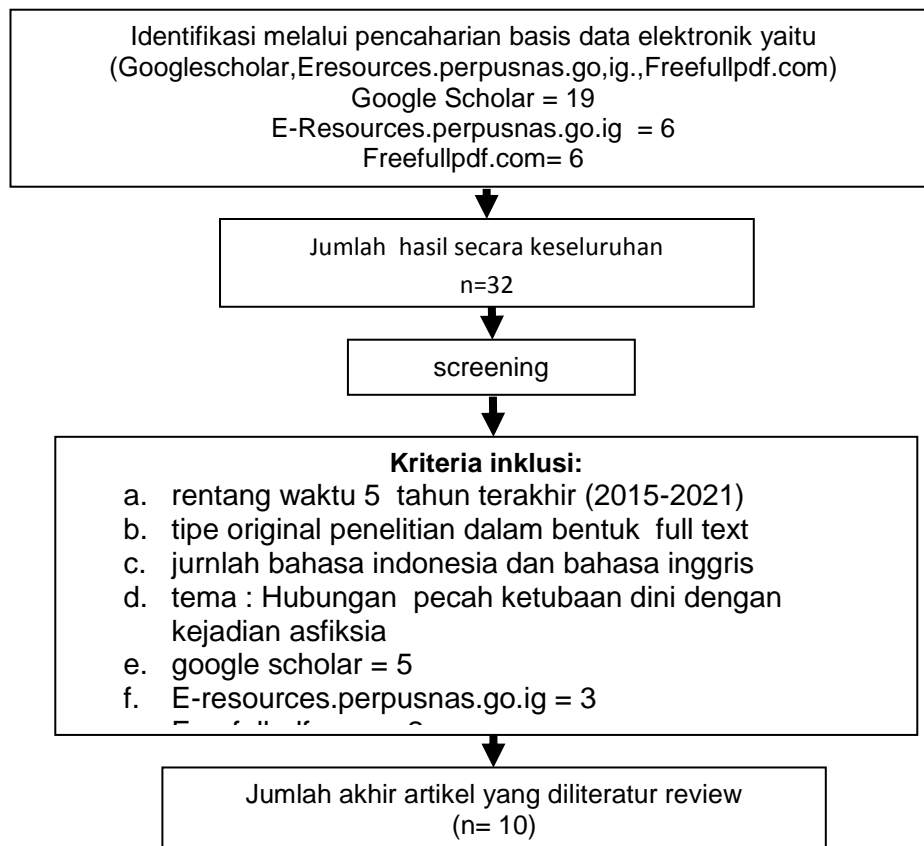 Identifikasi melalui pencaharian basis data elektronik yaitu
(Googlescholar,Eresources.perpusnas.go,ig.,Freefullpdf.com)
Google Scholar = 19
E-Resources.perpusnas.go.ig = 6
Freefullpdf.com= 6
Jumlah hasil secara keseluruhan
n=32
screening
Kriteria inklusi:
a. rentang waktu 5 tahun terakhir (2015-2021)
b. tipe original penelitian dalam bentuk full text
c. jurnlah bahasa indonesia dan bahasa inggris
d. tema : Hubungan pecah ketubaan dini dengan
kejadian asfiksia
e. google scholar = 5
f. E-resources.perpusnas.go.ig = 3
Jumlah akhir artikel yang diliteratur review
(n= 10)